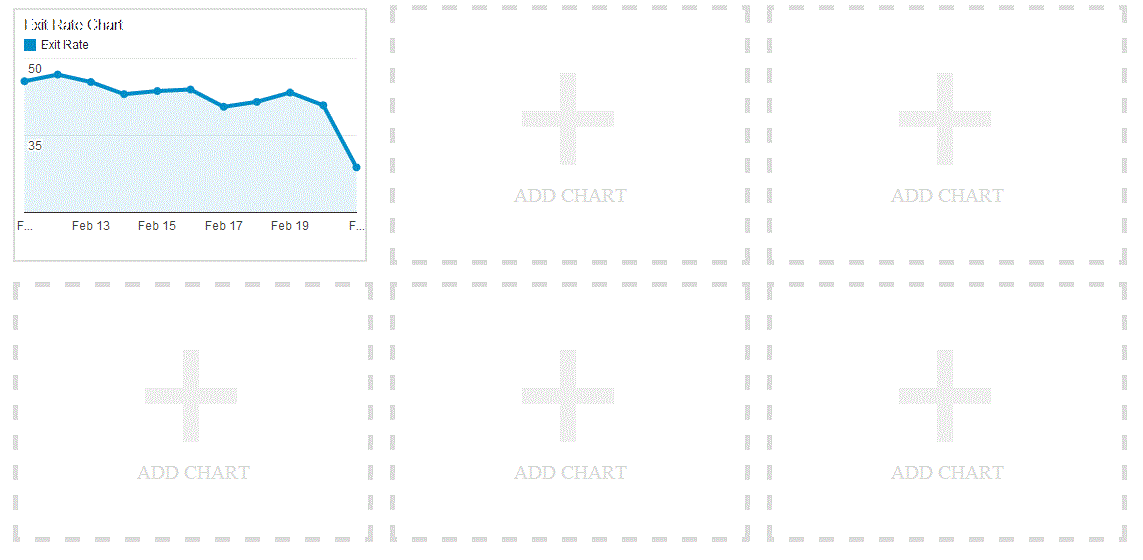 Exit Rate Chart
Exit Rate
50
35
F... Feb 13 Feb 15 Feb 17 Feb 19 F...
ADD CHART
ADD CHART
ADD CHART
ADD CHART
ADD CHART